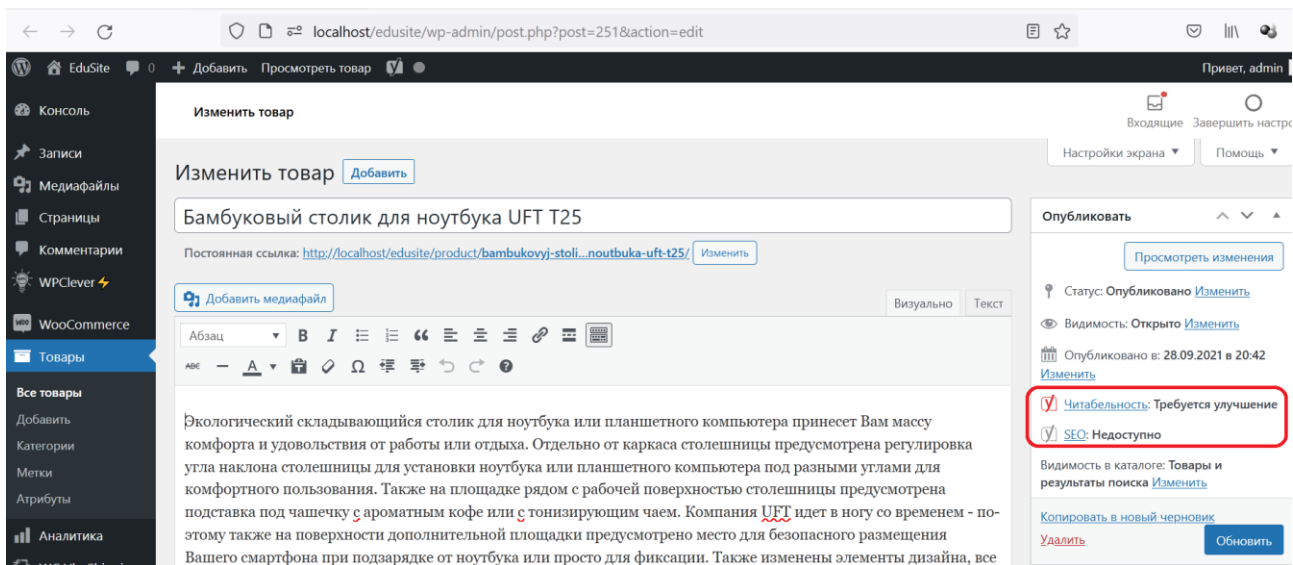 localhost/edusite/wp-admin/post.php?post=251&action=edit
EduSite 0 Добавить Просмотреть товар Привет, admin
Консоль
Записи
Медиафайлы
Страницы
Комментарии
WPClever
WooCommerce
Товары
Все товары
Добавить
Категории
Метки
Атрибуты
Аналитика
Изменить товар
Входящие Завершить настро
Настройки экрана Помощь
Изменить товар Добавить
Бамбуковый столик для ноутбука UFT T25
Постоянная ссылка: http://localhost/edusite/product/bambukovyj-stoli...noutbuka-uft-t25/ Изменить
Добавить медиафайл
Визуально Текст
Абзац
Экологический складывающийся столик для ноутбука или планшетного компьютера принесет Вам массу
комфорта и удовольствия от работы или отдыха. Отдельно от каркаса столешницы предусмотрена регулировка
угла наклона столешницы для установки ноутбука или планшетного компьютера под разными углами для
комфортного пользования. Также на площадке рядом с рабочей поверхностью столешницы предусмотрена
подставка под чашечку с ароматным кофе или с тонизирующим чаем. Компания UFT идет в ногу со временем - по-
этому также на поверхности дополнительной площадки предусмотрено место для безопасного размещения
Вашего смартфона при подзарядке от ноутбука или просто для фиксации. Также изменены элементы дизайна, все
Опубликовать
Просмотреть изменения
Статус: Опубликовано Изменить
Видимость: Открыто Изменить
Опубликовано в: 28.09.2021 в 20:42
Изменить
Читабельность: Требуется улучшение
SEO: Недоступно
Видимость в каталоге: Товары и
результаты поиска Изменить
Копировать в новый черновик
Удалить
Обновить